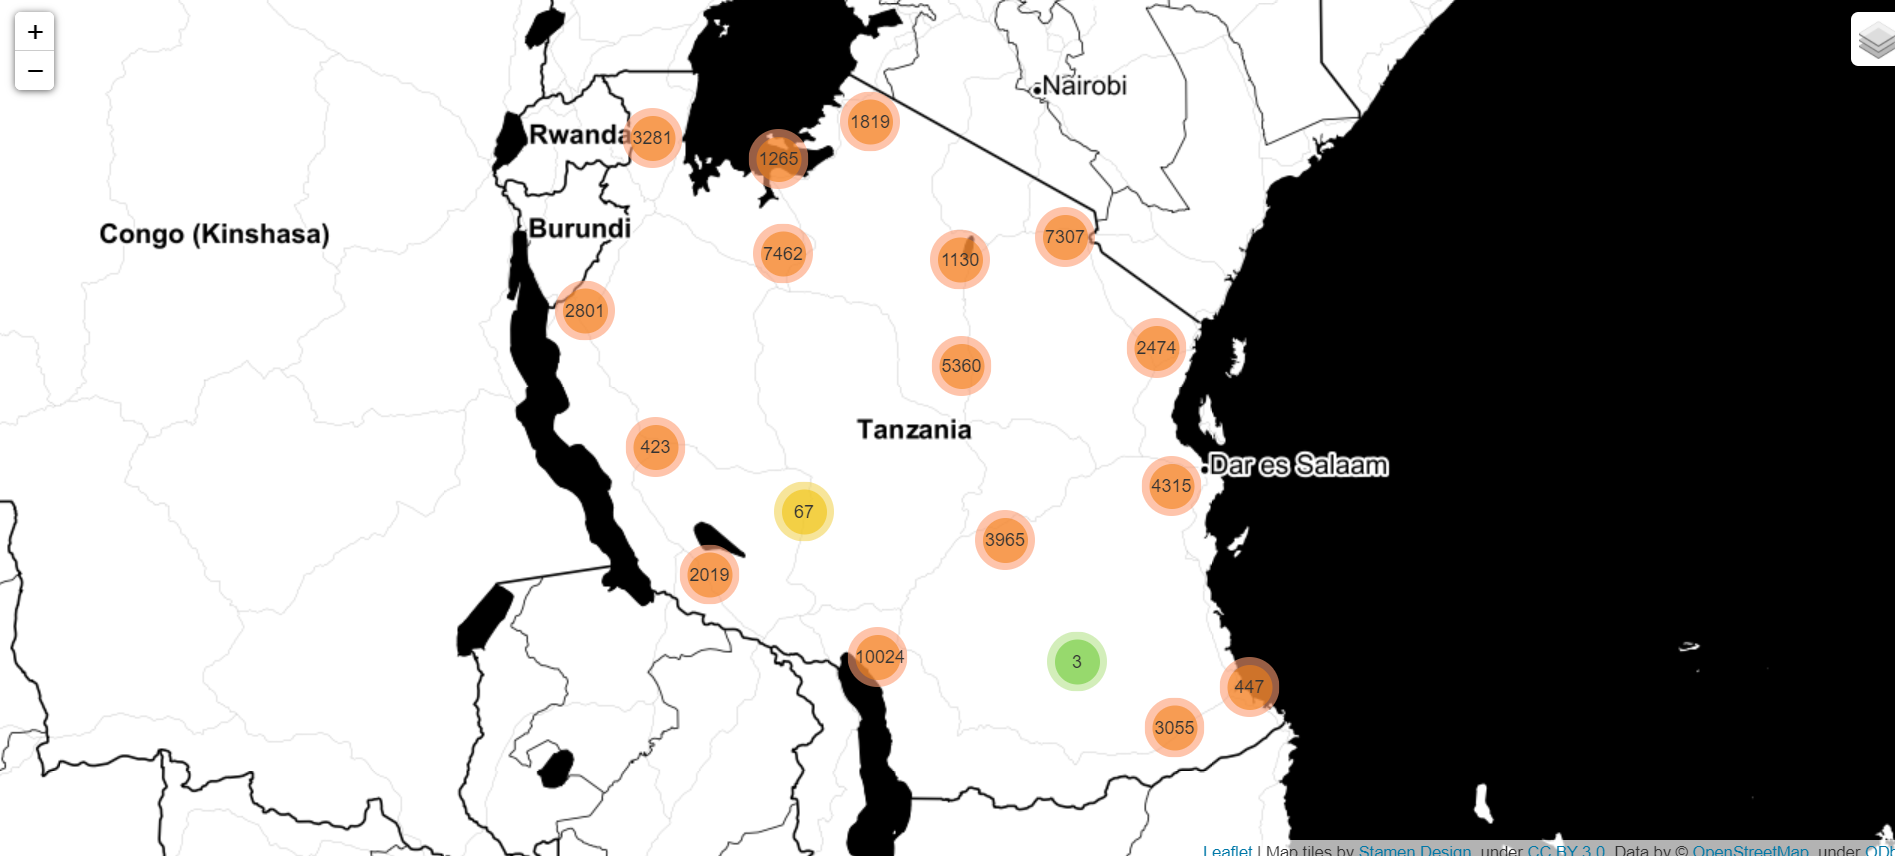 +
−
Nairobi
1819
Rwanda
3281
1265
Burundi
Congo (Kinshasa)
7307
7462
1130
2801
2474
5360
Tanzania
423
Dar es Salaam
4315
67
3965
2019
10024
3
447
3055
Leaflet | Map tiles by Stamen Design, under CC BY 3.0. Data by © OpenStreetMap, under